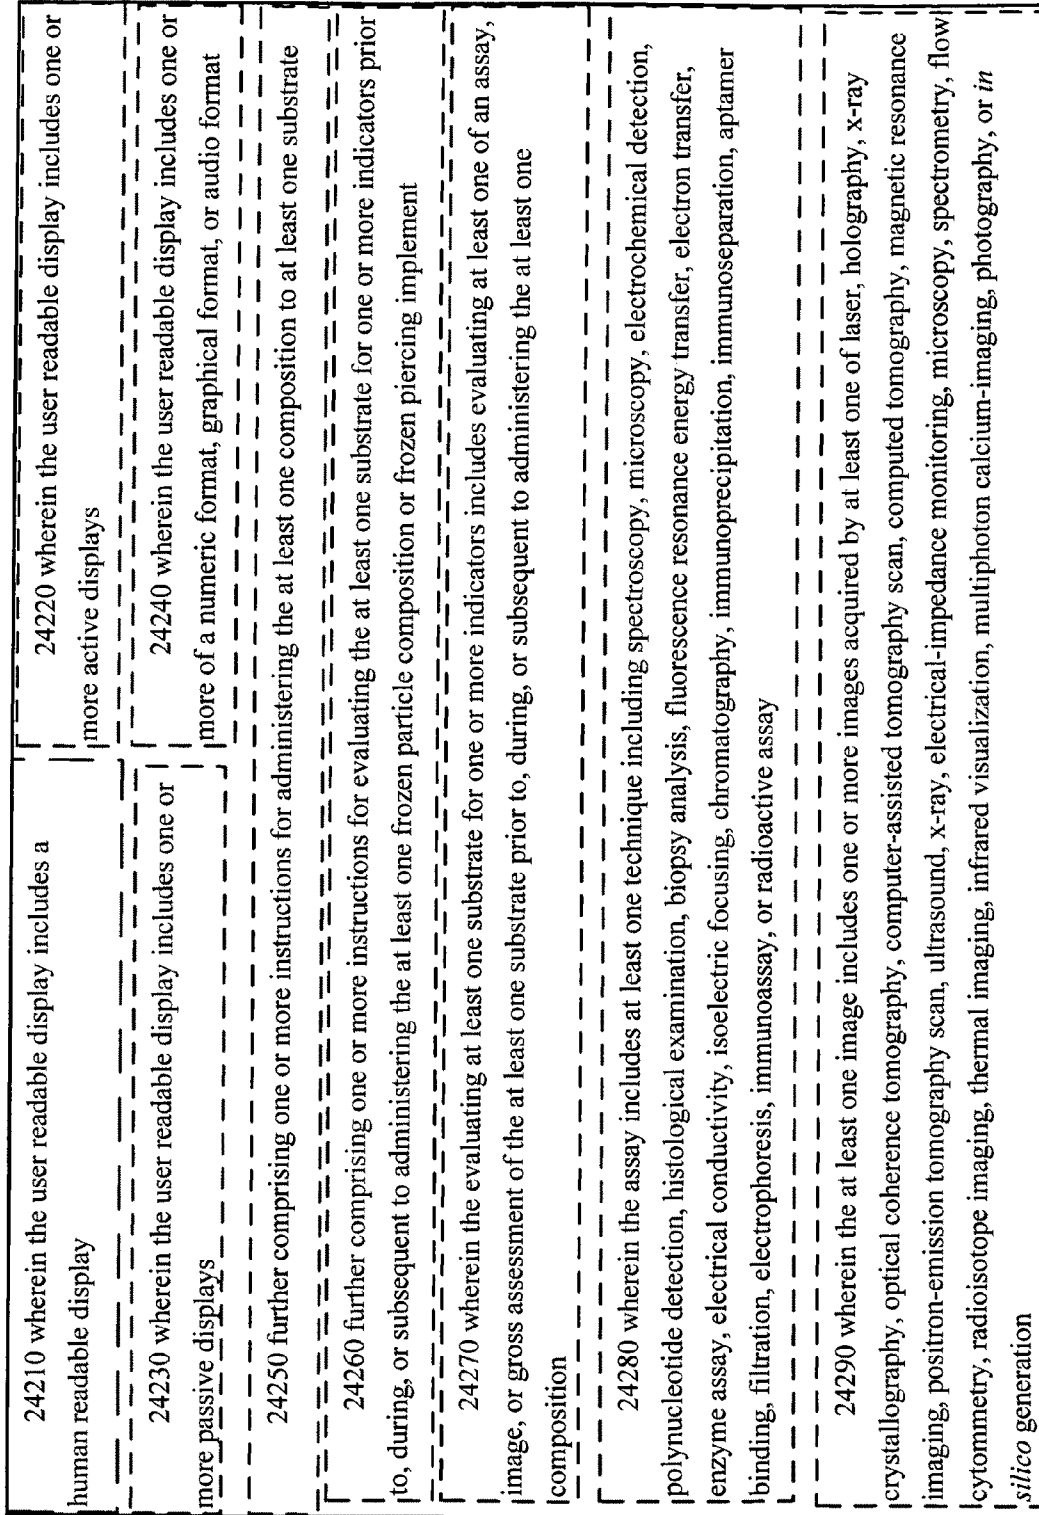 24210 wherein the user readable display includes a
human readable display
24220 wherein the user readable display includes one or
more active displays
24230 wherein the user readable display includes one or
more passive displays
24240 wherein the user readable display includes one or
more of a numeric format, graphical format, or audio format
24250 further comprising one or more instructions for administering the at least one composition to at least one substrate
24260 further comprising one or more instructions for evaluating the at least one substrate for one or more indicators prior
to, during, or subsequent to administering the at least one frozen particle composition or frozen piercing implement
24270 wherein the evaluating at least one substrate for one or more indicators includes evaluating at least one of an assay,
image, or gross assessment of the at least one substrate prior to, during, or subsequent to administering the at least one
composition
24280 wherein the assay includes at least one technique including spectroscopy, microscopy, electrochemical detection,
polynucleotide detection, histological examination, biopsy analysis, fluorescence resonance energy transfer, electron transfer,
enzyme assay, electrical conductivity, isoelectric focusing, chromatography, immunoprecipitation, immunoseparation, aptamer
binding, filtration, electrophoresis, immunoassay, or radioactive assay
24290 wherein the at least one image includes one or more images acquired by at least one of laser, holography, x-ray
crystallography, optical coherence tomography, computer-assisted tomography scan, computed tomography, magnetic resonance
imaging, positron-emission tomography scan, ultrasound, x-ray, electrical-impedance monitoring, microscopy, spectrometry, flow
cytommetry, radioisotope imaging, thermal imaging, infrared visualization, multiphoton calcium-imaging, photography, or in
silico generation